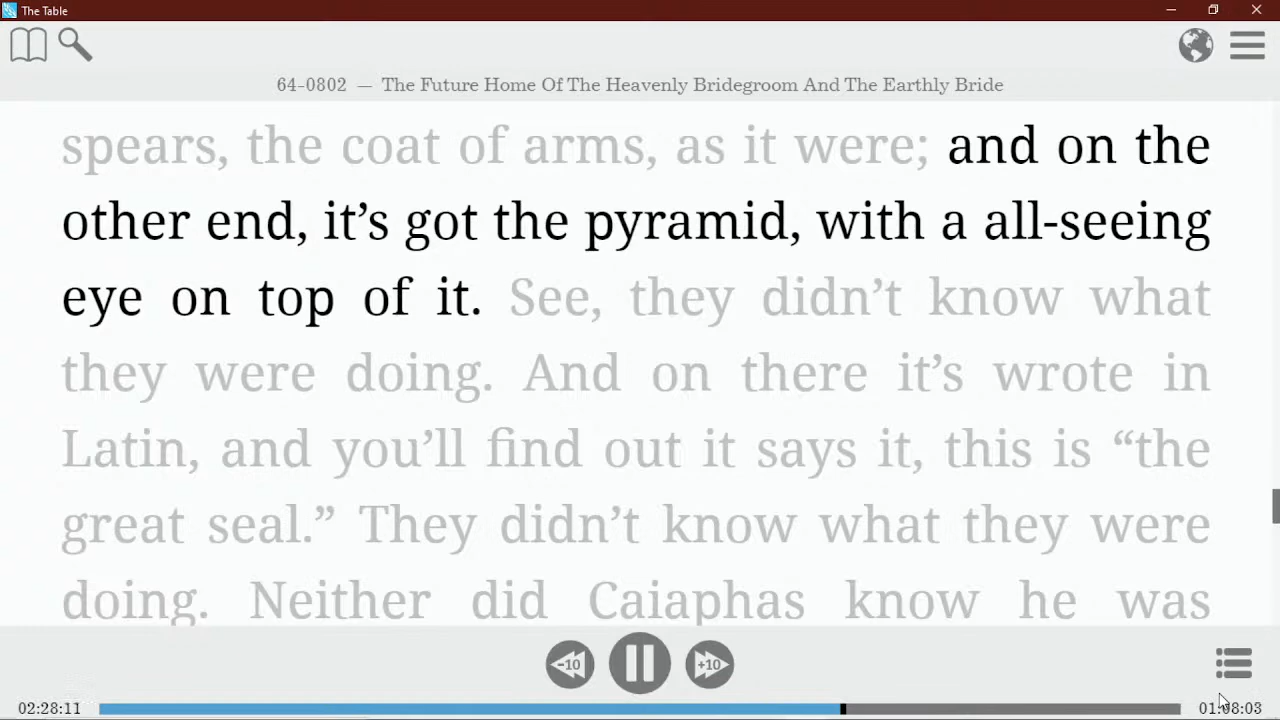 The Table
64-0802 — The Future Home Of The Heavenly Bridegroom And The Earthly Bride
spears, the coat of arms, as it were; and on the
other end, it’s got the pyramid, with a all-seeing
eye on top of it. See, they didn’t know what
they were doing. And on there it’s wrote in
Latin, and you’ll find out it says it, this is “the
great seal.” They didn’t know what they were
doing. Neither did Caiaphas know he was
-10
+10
02:28:11
01:08:03